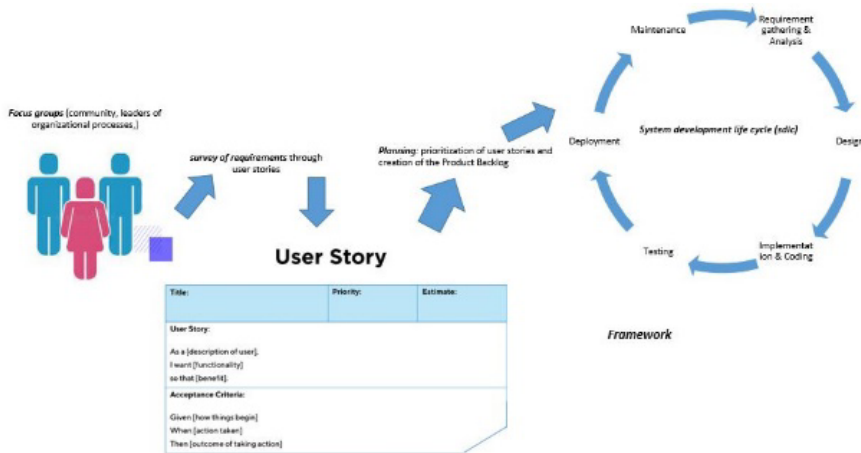 Focus groups (community, leaders of
organizational processes,)
survey of requirements through
user stories
Planning: prioritization of user stories and
creation of the Product Backlog
Maintenance
Requirement
gathering &
Analysis
System development life cycle (sdlc)
Deployment
Design
Testing
Implementat
ion & Coding
Framework
User Story
Title:
Priority:
Estimate:
User Story:
As a [description of user],
I want [functionality]
so that [benefit].
Acceptance Criteria:
Given [how things begin]
When [action taken]
Then [outcome of taking action]